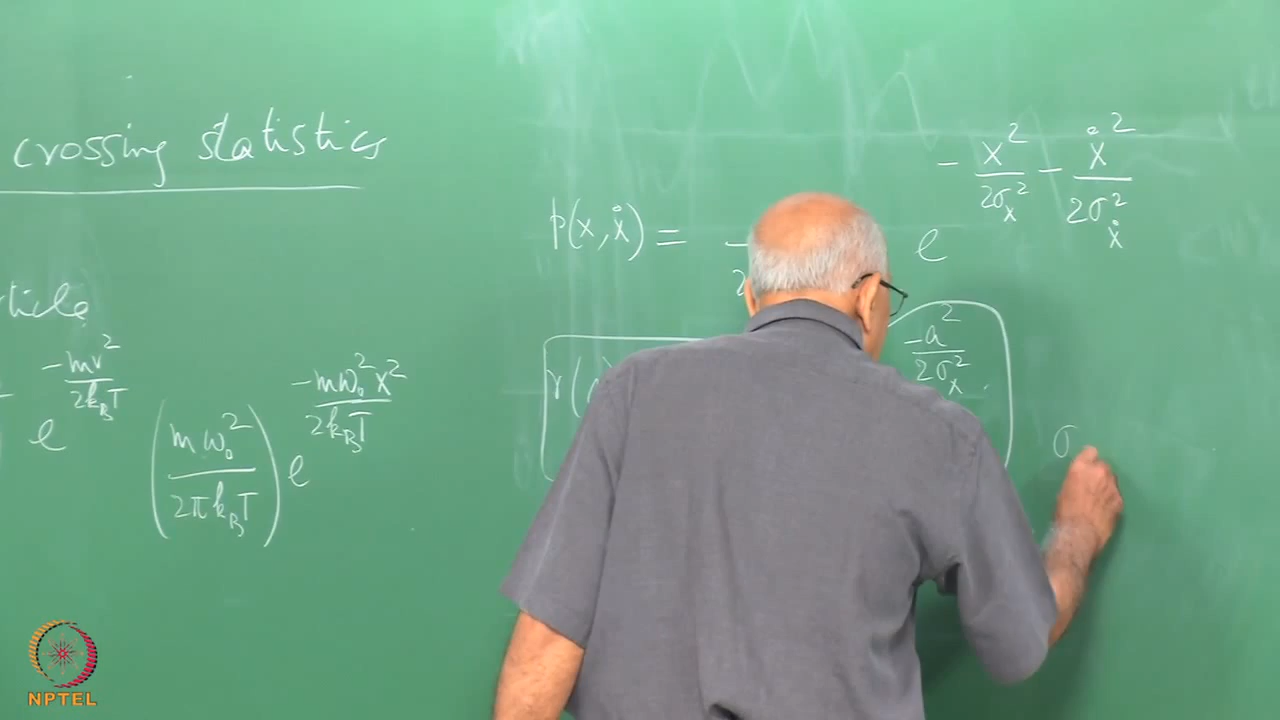 crossing statistics
ticle
e^{-mv²/2k_BT} (mω₀²/2πk_BT) e^{-mω₀²x²/2k_BT}
p(x, ẋ) = e^{-x²/2σ_x² - ẋ²/2σ_ẋ²}
r( -a²/2σ_x²
σ
NPTEL